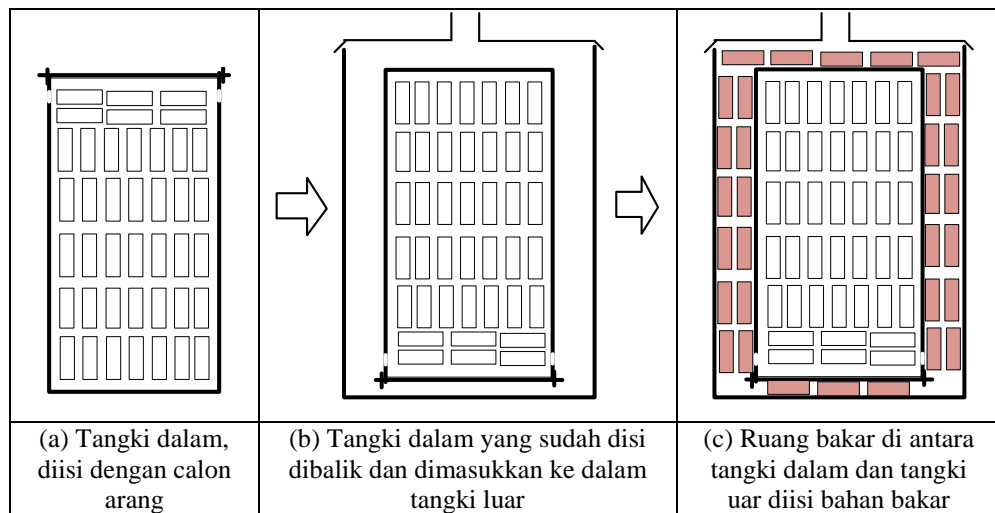 (a) Tangki dalam,
diisi dengan calon
arang
(b) Tangki dalam yang sudah disi
dibalik dan dimasukkan ke dalam
tangki luar
(c) Ruang bakar di antara
tangki dalam dan tangki
uar diisi bahan bakar